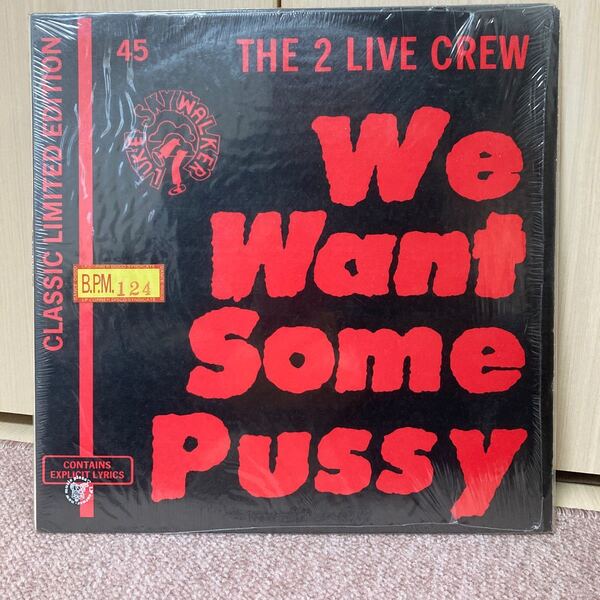 45
THE 2 LIVE CREW
CLASSIC LIMITED EDITION
LUKE SKYWALKER
We
Want
Some
Pussy
B.P.M. 124
CONTAINS
EXPLICIT LYRICS